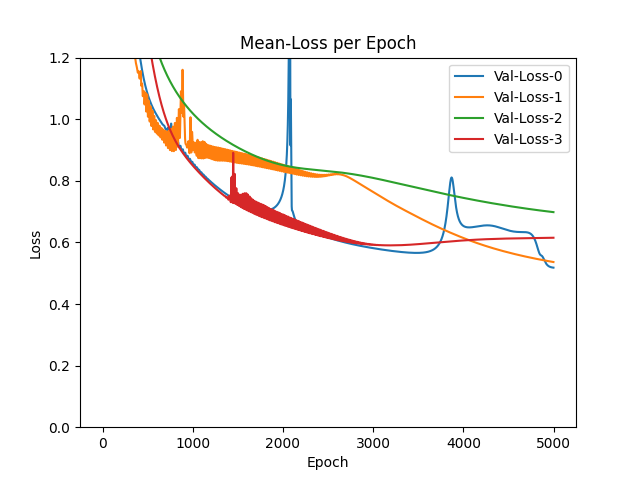 Mean-Loss per Epoch
1.2
1.0
0.8
0.6
0.4
0.2
0.0
Loss
Val-Loss-0
Val-Loss-1
Val-Loss-2
Val-Loss-3
0 1000 2000 3000 4000 5000
Epoch